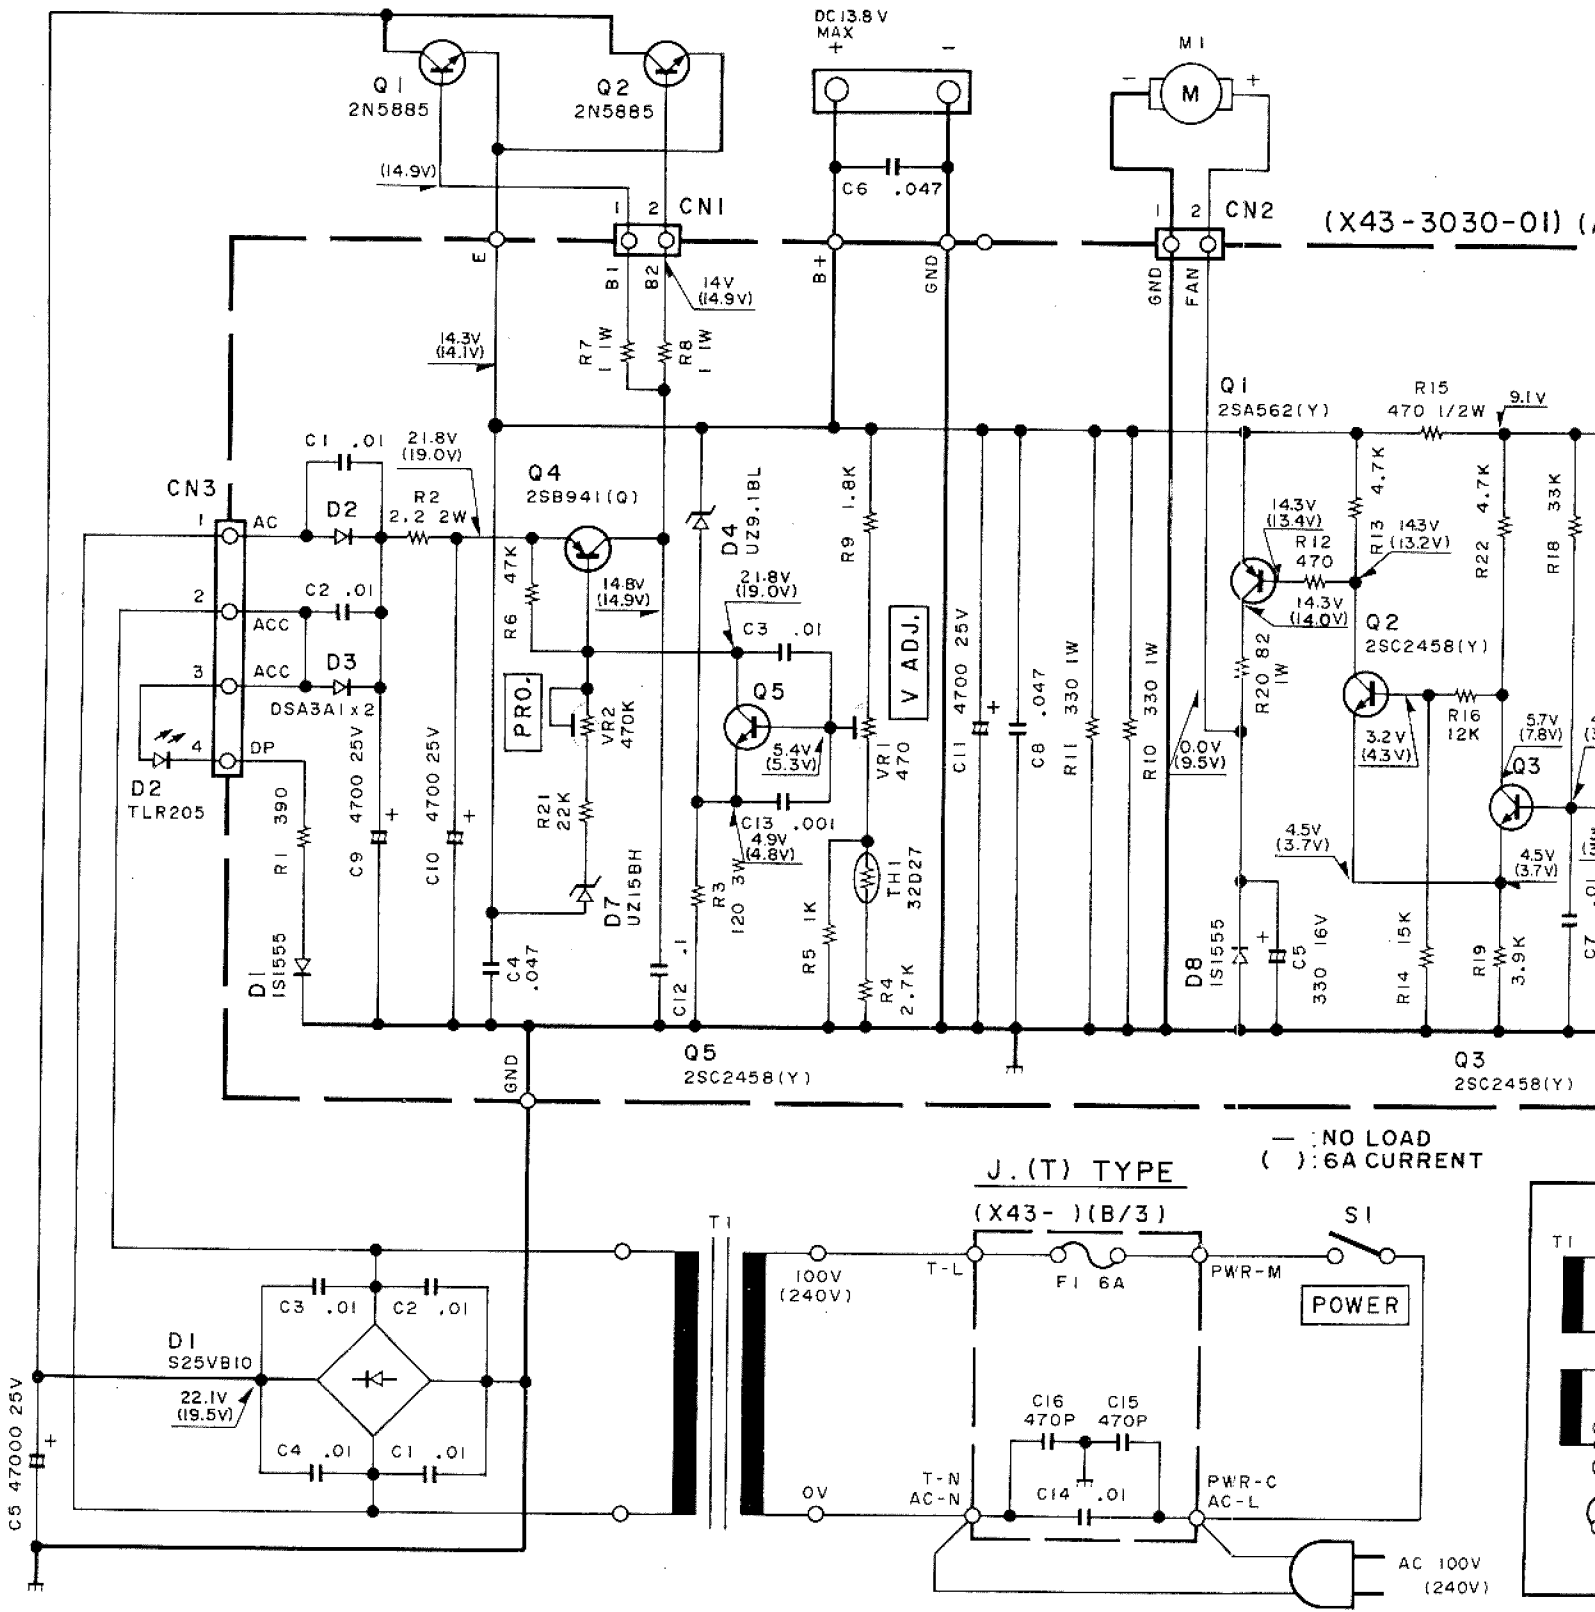 DC 13.8V
MAX
+ -
M1
- M +
Q1
2N5885
Q2
2N5885
(14.9V)
C6 .047
1 2 CN1
1 2 CN2
(X43-3030-01)
E
B1
B2
B+
GND
GND
FAN
14V
(14.9V)
14.3V
(14.1V)
R7
1 1W
R8
1 1W
Q1
2SA562(Y)
R15
470 1/2W
9.1V
C1 .01
21.8V
(19.0V)
CN3
1 AC
D2
R2
2.2 2W
Q4
2SB941(Q)
47K
R6
D4
UZ9.1BL
R9 1.8K
14.3V
(13.4V)
R12
470
R13 4.7K
14.3V
(13.2V)
R22 4.7K
R18 33K
2 ACC
C2 .01
14.8V
(14.9V)
21.8V
(19.0V)
C3 .01
V ADJ.
14.3V
(14.0V)
Q2
2SC2458(Y)
3 ACC
D3
DSA3A1x2
PRO.
VR2
470K
Q5
5.4V
(5.3V)
VR1
470
C11 4700 25V
+
C8 .047
R11 330 1W
R10 330 1W
R20 82
1W
0.0V
(9.5V)
3.2V
(4.3V)
R16
12K
5.7V
(7.8V)
Q3
4 DP
D2
TLR205
R1 390
C9 4700 25V
+
C10 4700 25V
+
R21
22K
C13 .001
4.9V
(4.8V)
TH1
32D27
4.5V
(3.7V)
4.5V
(3.7V)
D7
UZ15BH
R3
120 3W
R5 1K
R4
2.7K
D1
1S1555
C4
.047
C12 .1
D8
1S1555
+
C5
330 16V
R14 15K
R19
3.9K
C7 .01
GND
Q5
2SC2458(Y)
Q3
2SC2458(Y)
— : NO LOAD
( ) : 6A CURRENT
J.(T) TYPE
(X43- )(B/3)
S1
T1
T1
100V
(240V)
T-L
F1 6A
PWR-M
POWER
C3 .01
C2 .01
D1
S25VB10
22.1V
(19.5V)
C4 .01
C1 .01
C5 47000 25V
+
C16
470P
C15
470P
0V
T-N
AC-N
C14 .01
PWR-C
AC-L
AC 100V
(240V)